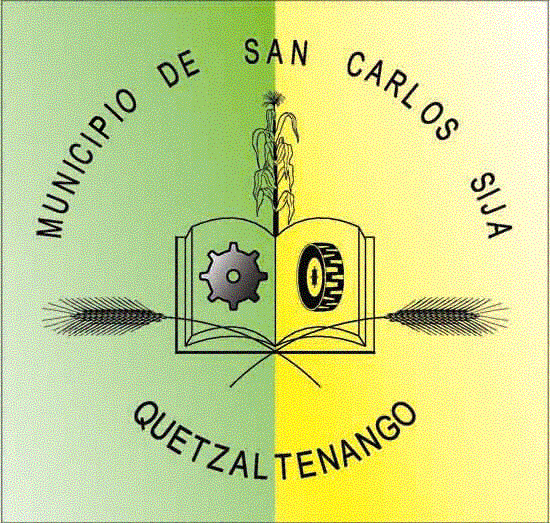 MUNICIPIO DE SAN CARLOS SIJA
QUETZALTENANGO